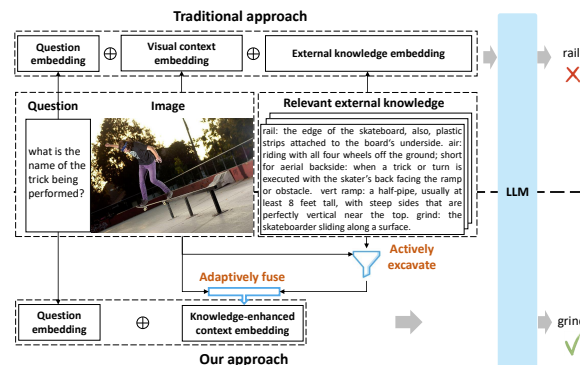 Traditional approach
Question
embedding
Visual context
embedding
External knowledge embedding
rail
Question
Image
Relevant external knowledge
what is the
name of the
trick being
performed?
rail: the edge of the skateboard, also, plastic
strips attached to the board's underside. air:
riding with all four wheels off the ground; short
for aerial backside: when a trick or turn is
executed with the skater's back facing the ramp
or obstacle. vert ramp: a half-pipe, usually at
least 8 feet tall, with steep sides that are
perfectly vertical near the top. grind: the
skateboarder sliding along a surface.
LLM
Actively
excavate
Adaptively fuse
Question
embedding
Knowledge-enhanced
context embedding
grind
Our approach